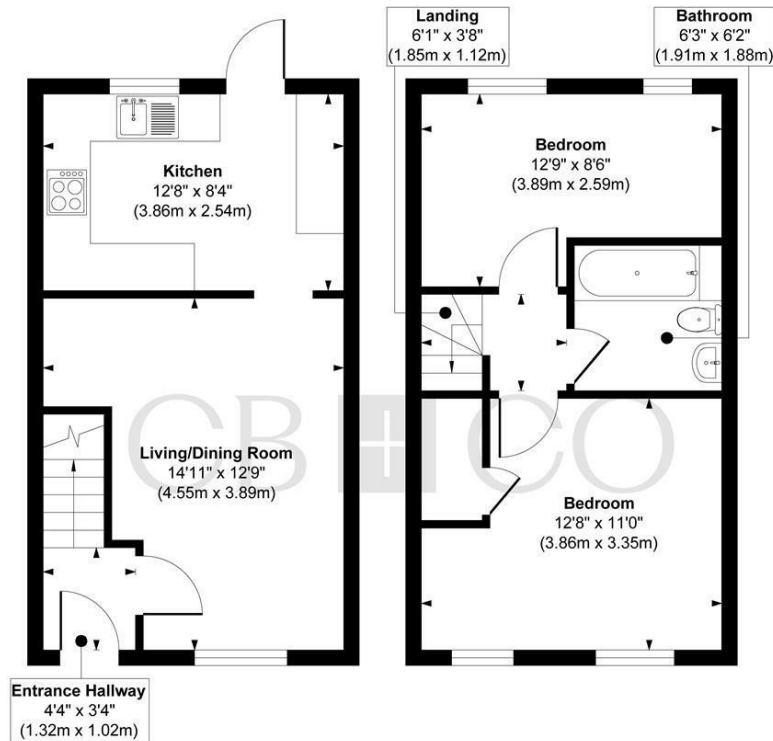 Landing
6'1" x 3'8"
(1.85m x 1.12m)
Bathroom
6'3" x 6'2"
(1.91m x 1.88m)
Kitchen
12'8" x 8'4"
(3.86m x 2.54m)
Bedroom
12'9" x 8'6"
(3.89m x 2.59m)
CB CO
Living/Dining Room
14'11" x 12'9"
(4.55m x 3.89m)
Bedroom
12'8" x 11'0"
(3.86m x 3.35m)
Entrance Hallway
4'4" x 3'4"
(1.32m x 1.02m)